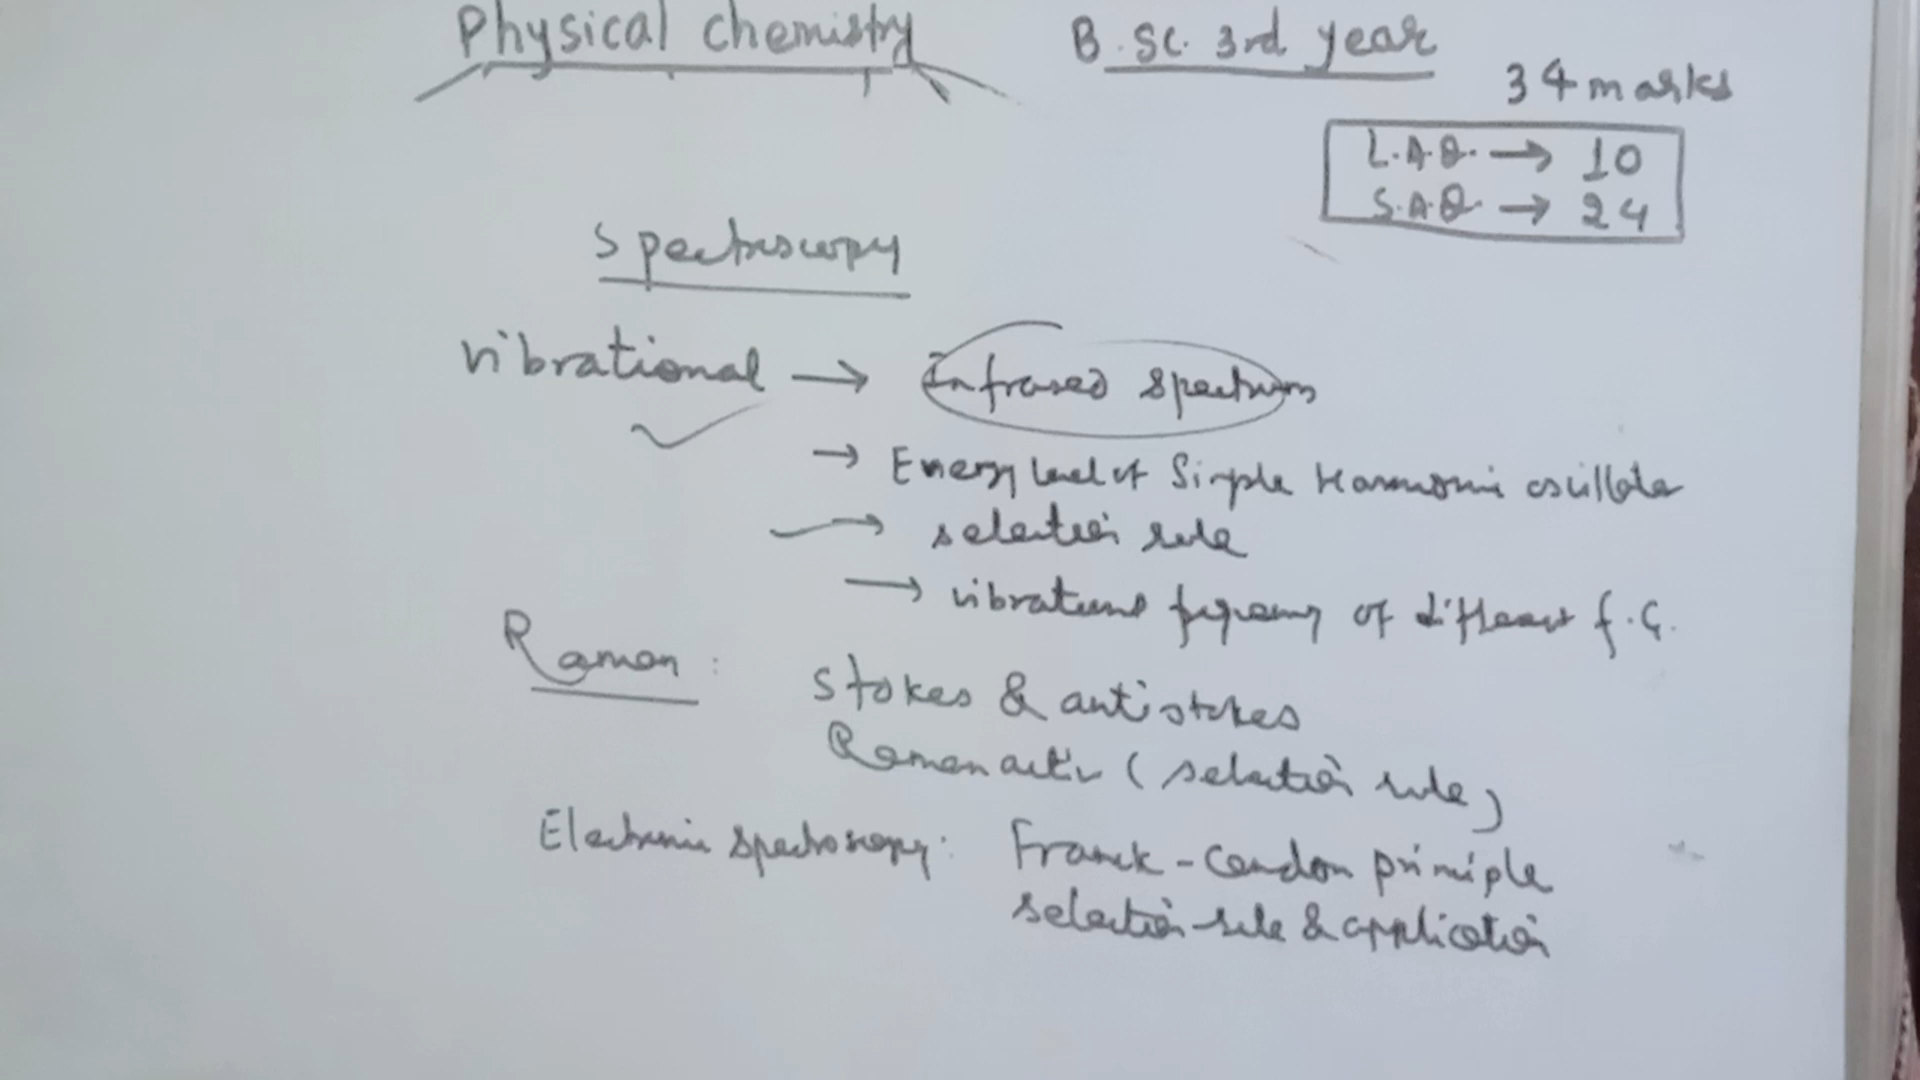 Physical chemistry
B.Sc. 3rd year
34 marks
L.A.Q. → 10
S.A.Q. → 24
Spectroscopy
vibrational → Infrared spectrum
→ Energy level of Simple Harmonic oscillator
→ selection rule
→ vibrational frequency of different f.G.
Raman :
Stokes & antistokes
Raman activ (selection rule)
Electronic spectroscopy : Franck-Condon principle
selection rule & application